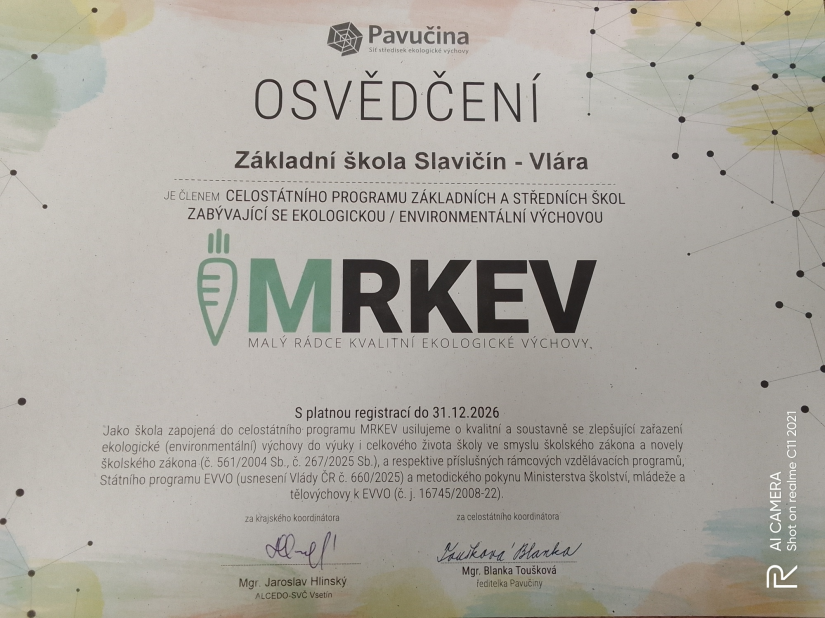 Pavučina
Síť středisek ekologické výchovy
OSVĚDČENÍ
Základní škola Slavičín - Vlára
JE ČLENEM CELOSTÁTNÍHO PROGRAMU ZÁKLADNÍCH A STŘEDNÍCH ŠKOL
ZABÝVAJÍCÍ SE EKOLOGICKOU / ENVIRONMENTÁLNÍ VÝCHOVOU
MRKEV
MALÝ RÁDCE KVALITNÍ EKOLOGICKÉ VÝCHOVY
S platnou registrací do 31.12.2026
"Jako škola zapojená do celostátního programu MRKEV usilujeme o kvalitní a soustavně se zlepšující zařazení
ekologické (environmentální) výchovy do výuky i celkového života školy ve smyslu školského zákona a novely
školského zákona (č. 561/2004 Sb., č. 267/2025 Sb.), a respektive příslušných rámcových vzdělávacích programů,
Státního programu EVVO (usnesení Vlády ČR č. 660/2025) a metodického pokynu Ministerstva školství, mládeže a
tělovýchovy k EVVO (č. j. 16745/2008-22).
za krajského koordinátora
za celostátního koordinátora
Toušková Blanka
Mgr. Jaroslav Hlinský
ALCEDO-SVČ Vsetín
Mgr. Blanka Toušková
ředitelka Pavučiny
AI CAMERA
Shot on realme C11 2021